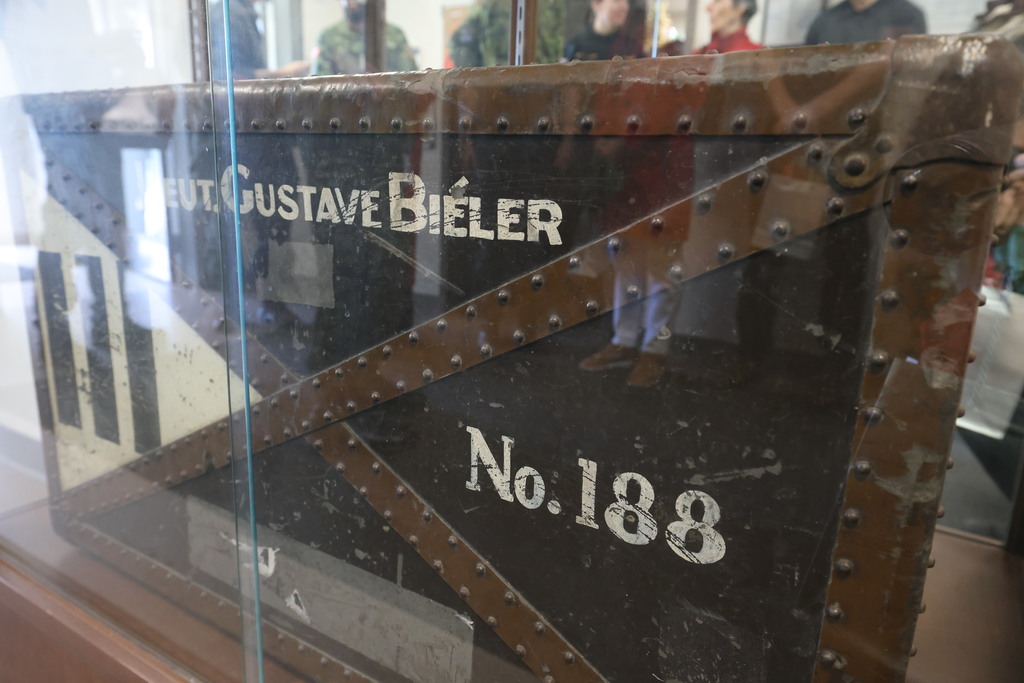 EUT. GUSTAVE BIÉLER
No. 188